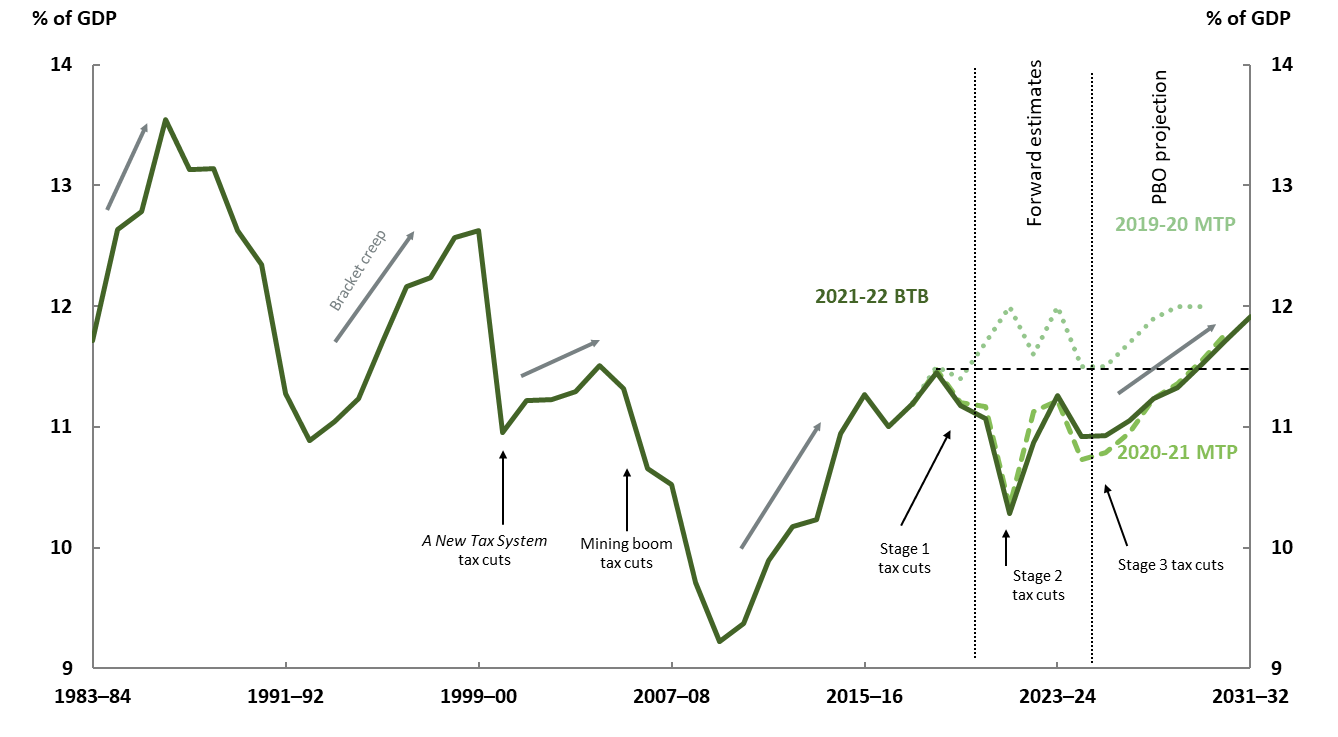 % of GDP
% of GDP
14
14
13
13
12
12
11
11
10
10
9
9
Forward estimates
PBO projection
2019-20 MTP
Bracket creep
2021-22 BTB
2020-21 MTP
A New Tax System
tax cuts
Mining boom
tax cuts
Stage 1
tax cuts
Stage 2
tax cuts
Stage 3 tax cuts
1983–84
1991–92
1999–00
2007–08
2015–16
2023–24
2031–32